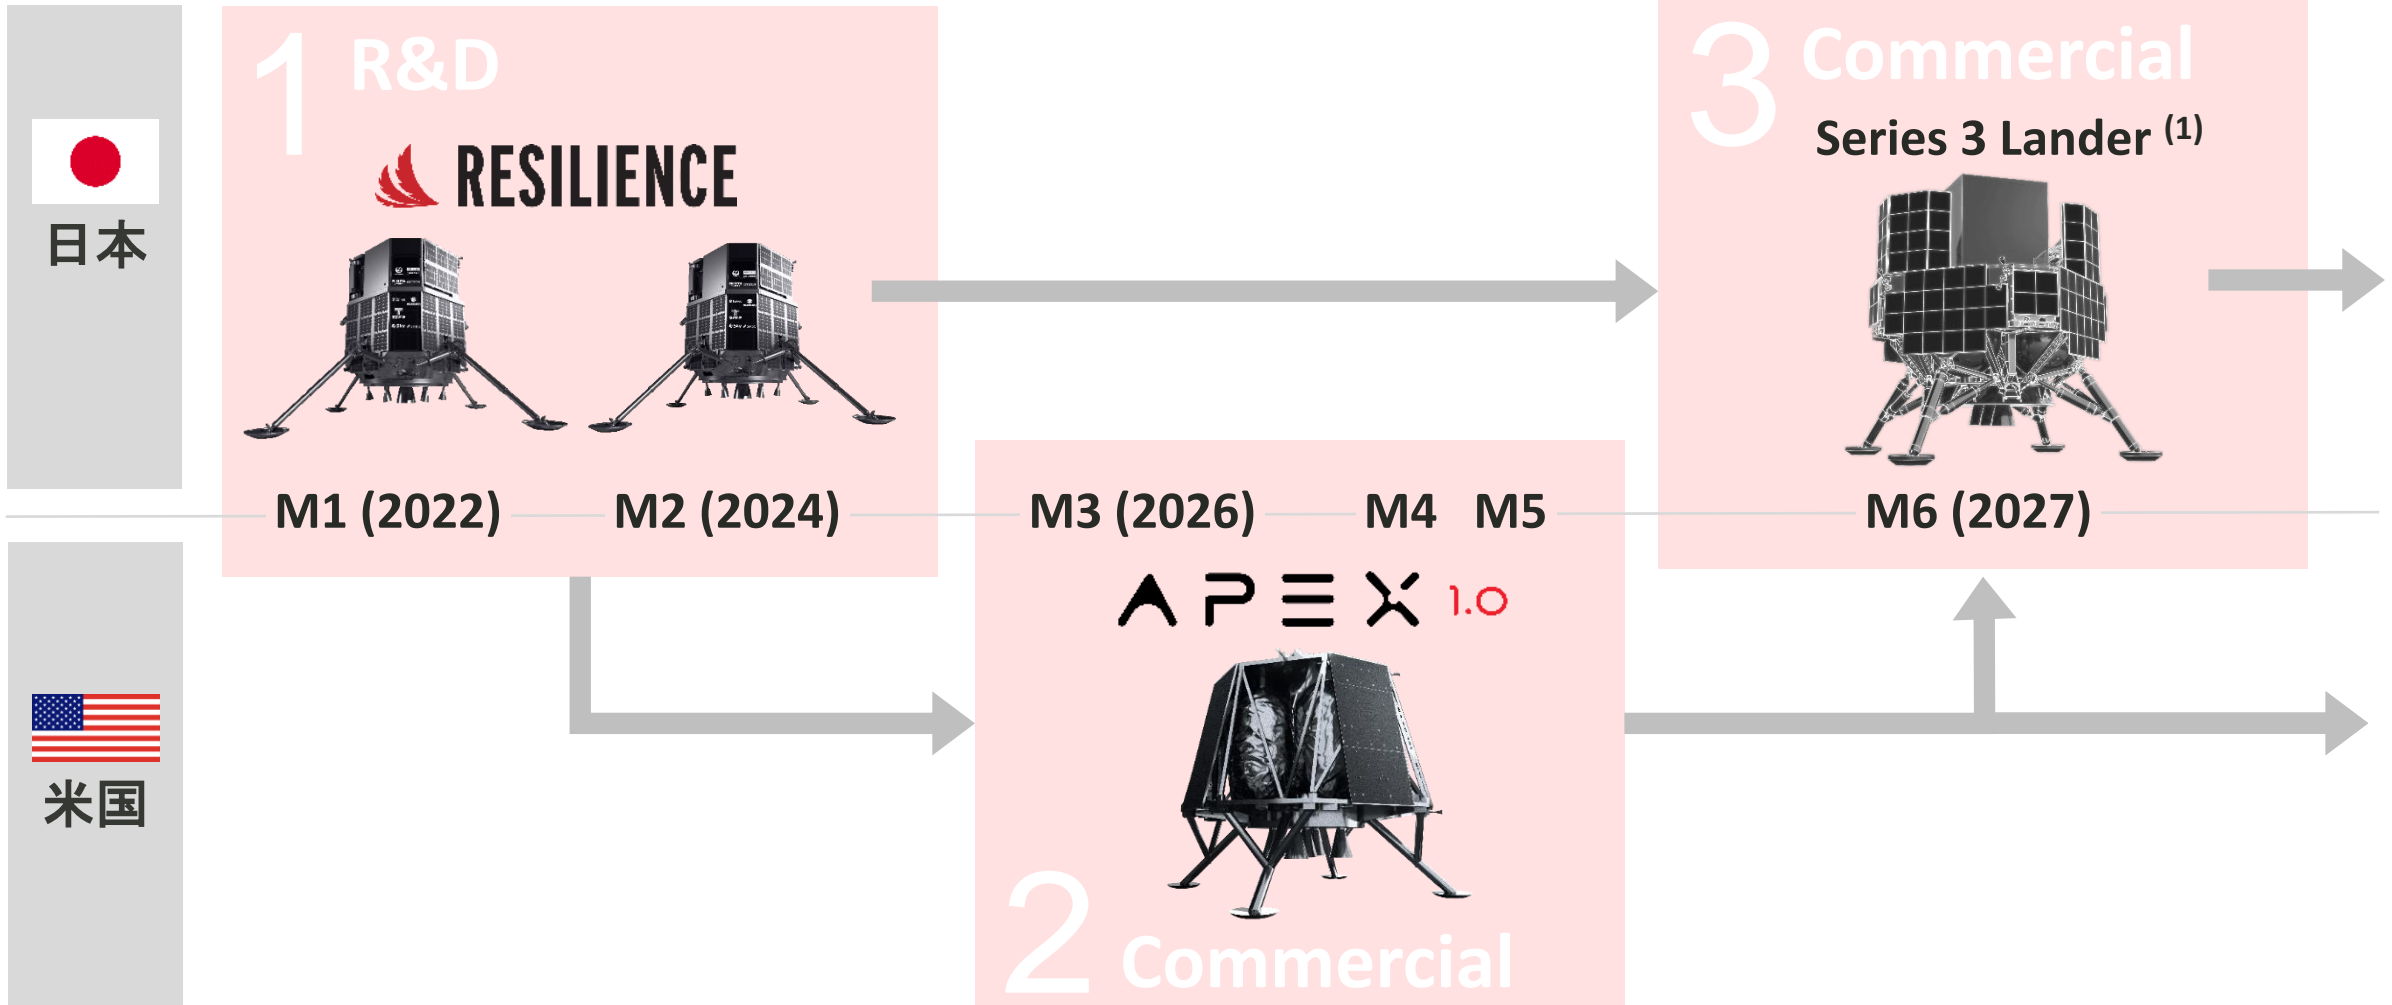 日本
1 R&D
RESILIENCE
M1 (2022)
M2 (2024)
3 Commercial
Series 3 Lander (1)
M6 (2027)
M3 (2026)
M4
M5
APEX 1.0
2 Commercial
米国